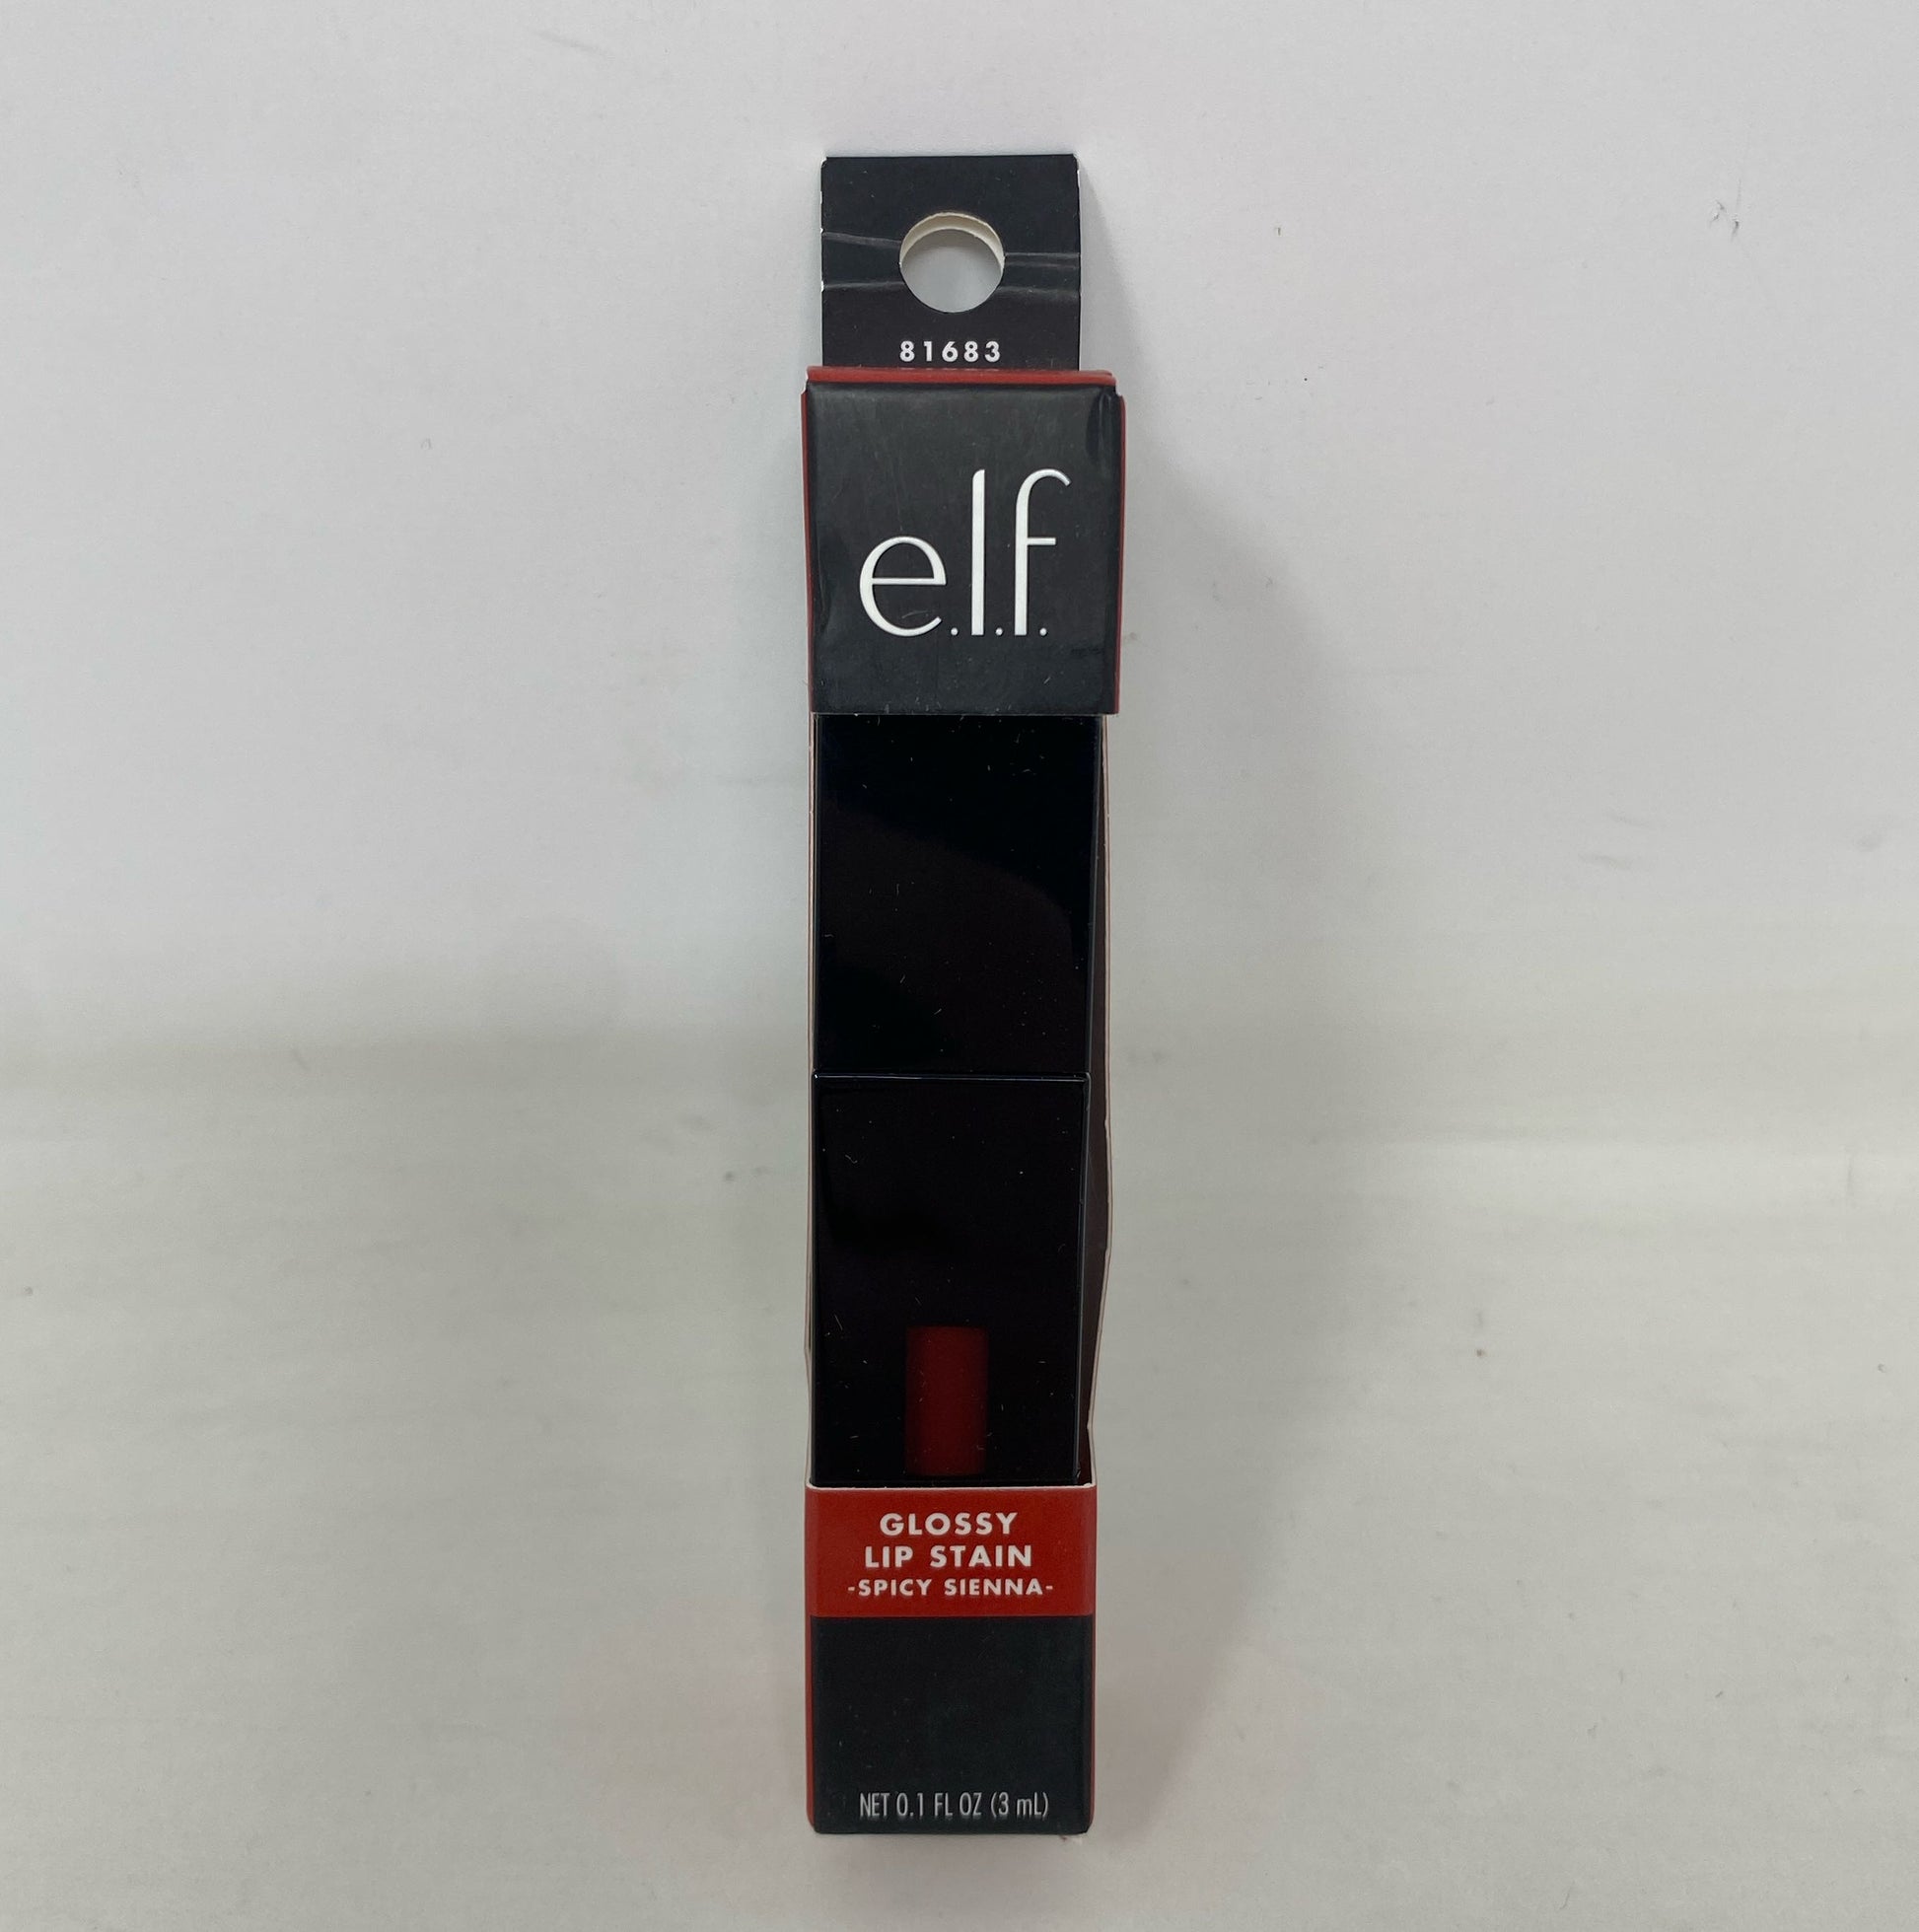 81683
e.l.f.
GLOSSY
LIP STAIN
-SPICY SIENNA-
NET 0.1 FL OZ (3 mL)